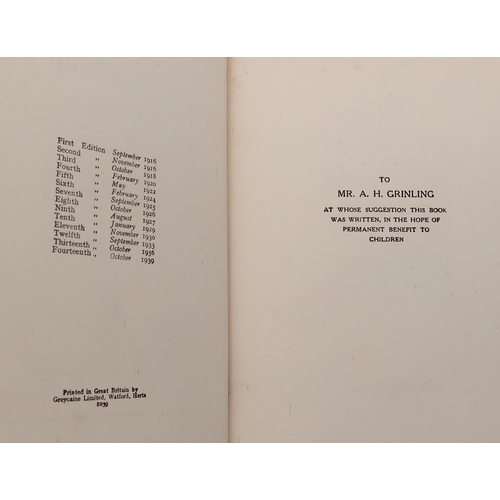 First Edition September 1916
Second " November 1916
Third " October 1918
Fourth " February 1920
Fifth " May 1922
Sixth " February 1924
Seventh " September 1925
Eighth " October 1926
Ninth " August 1927
Tenth " January 1929
Eleventh " November 1930
Twelfth " September 1933
Thirteenth " October 1936
Fourteenth " October 1939
Printed in Great Britain by
Greycaine Limited, Watford, Herts
2039
TO
MR. A. H. GRINLING
AT WHOSE SUGGESTION THIS BOOK
WAS WRITTEN, IN THE HOPE OF
PERMANENT BENEFIT TO
CHILDREN